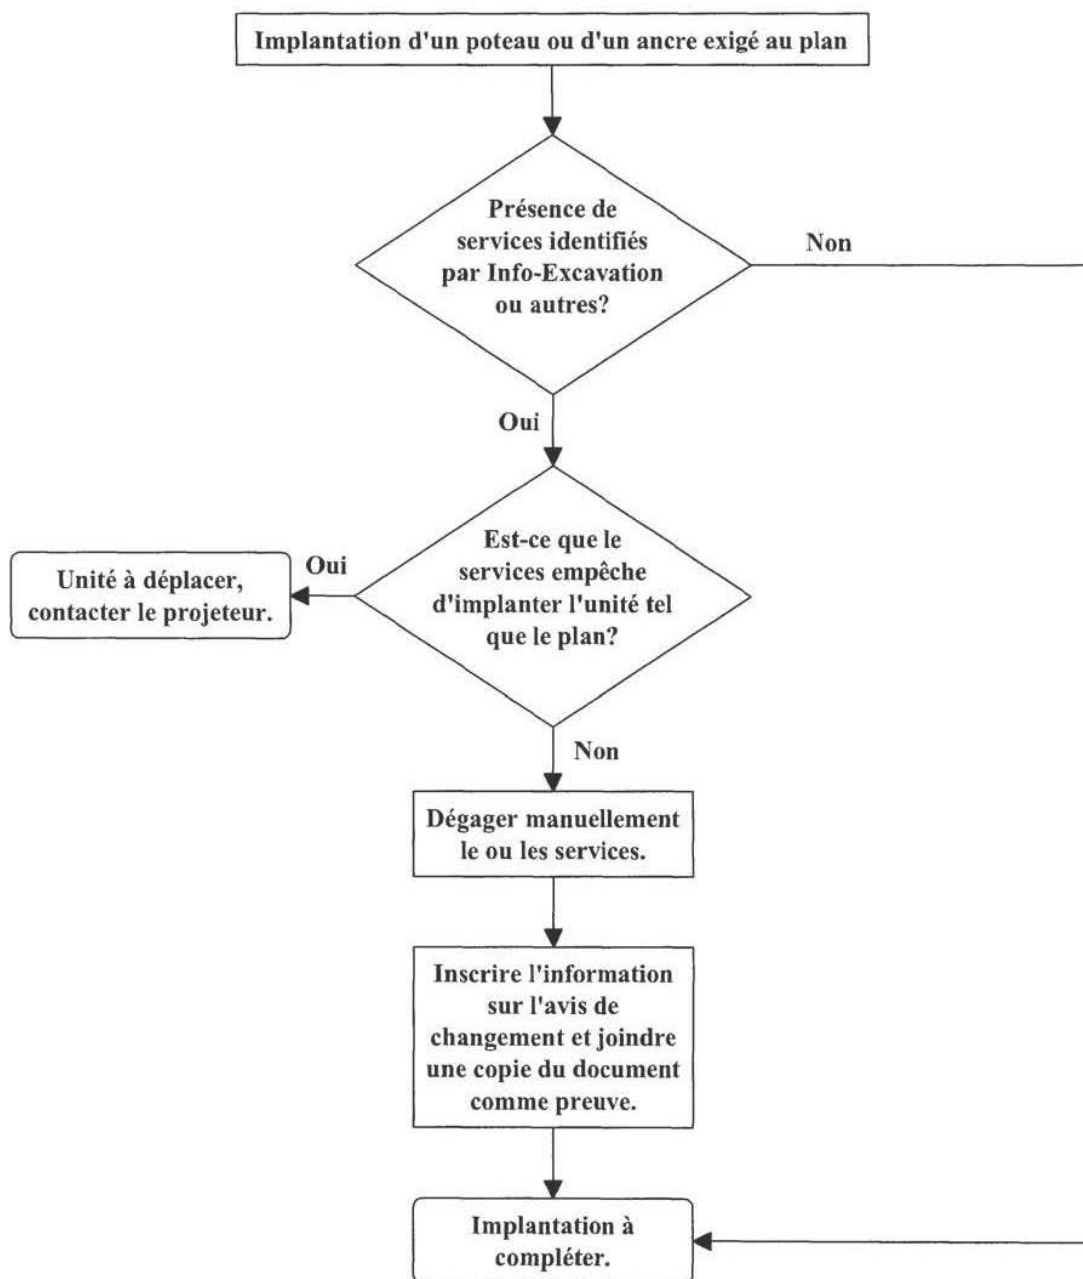 Implantation d'un poteau ou d'un ancre exigé au plan
Présence de
services identifiés
par Info-Excavation
ou autres?
Non
Oui
Est-ce que le
services empêche
d'implanter l'unité tel
que le plan?
Oui
Unité à déplacer,
contacter le projeteur.
Non
Dégager manuellement
le ou les services.
Inscrire l'information
sur l'avis de
changement et joindre
une copie du document
comme preuve.
Implantation à
compléter.